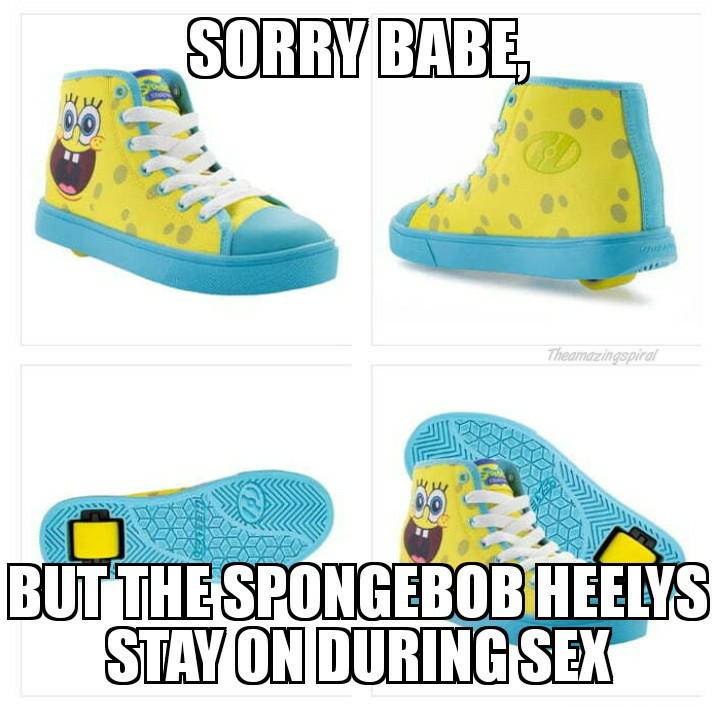 SORRY BABE,
Theamazingspiral
BUT THE SPONGEBOB HEELYS
STAY ON DURING SEX